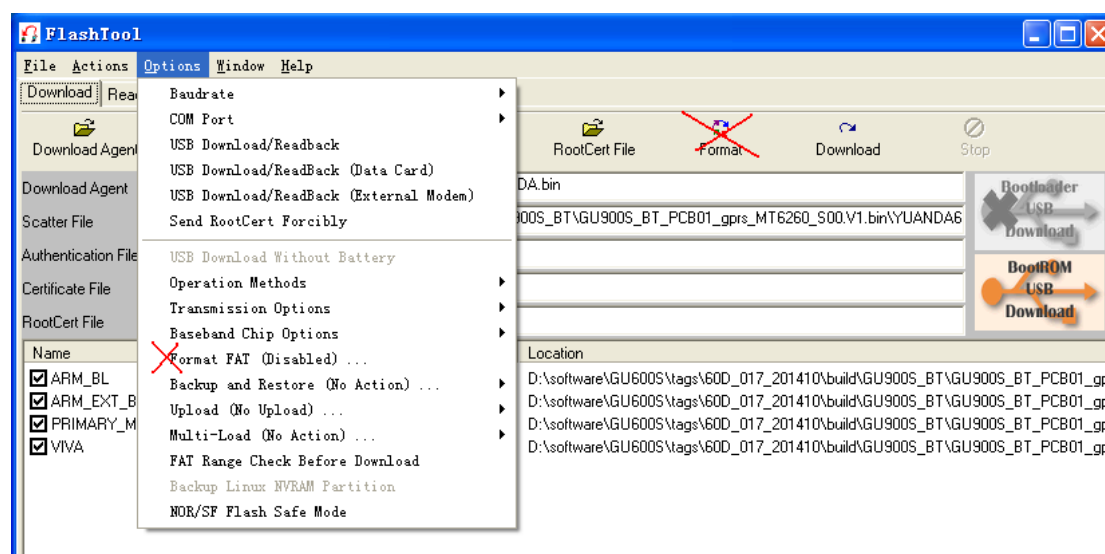 FlashTool
File Actions Options Window Help
Download
Baudrate
COM Port
USB Download/Readback
USB Download/ReadBack (Data Card)
USB Download/ReadBack (External Modem)
Send RootCert Forcibly
USB Download Without Battery
Operation Methods
Transmission Options
Baseband Chip Options
Format FAT (Disabled) ...
Backup and Restore (No Action) ...
Upload (No Upload) ...
Multi-Load (No Action) ...
FAT Range Check Before Download
Backup Linux NVRAM Partition
NOR/SF Flash Safe Mode
Download Agent RootCert File Format Download Stop
Download Agent DA.bin
Scatter File 900S_BT\GU900S_BT_PCB01_gprs_MT6260_S00.V1.bin\YUANDA6
Authentication File
Certificate File
RootCert File
Bootloader
USB
Download
BootROM
USB
Download
Name Location
ARM_BL D:\software\GU600S\tags\60D_017_201410\build\GU900S_BT\GU900S_BT_PCB01_gp
ARM_EXT_B D:\software\GU600S\tags\60D_017_201410\build\GU900S_BT\GU900S_BT_PCB01_gp
PRIMARY_M D:\software\GU600S\tags\60D_017_201410\build\GU900S_BT\GU900S_BT_PCB01_gp
VIVA D:\software\GU600S\tags\60D_017_201410\build\GU900S_BT\GU900S_BT_PCB01_gp